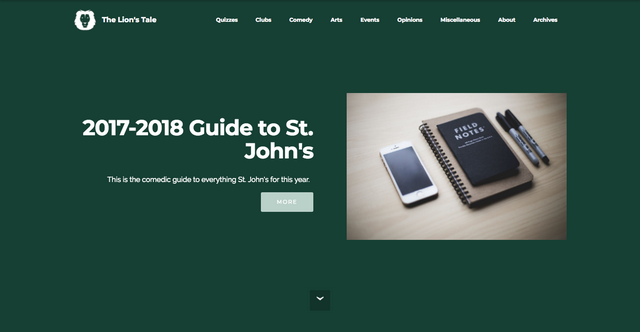 The Lion's Tale
Quizzes Clubs Comedy Arts Events Opinions Miscellaneous About Archives
2017-2018 Guide to St.
John's
This is the comedic guide to everything St. John's for this year.
MORE
FIELD
NOTES